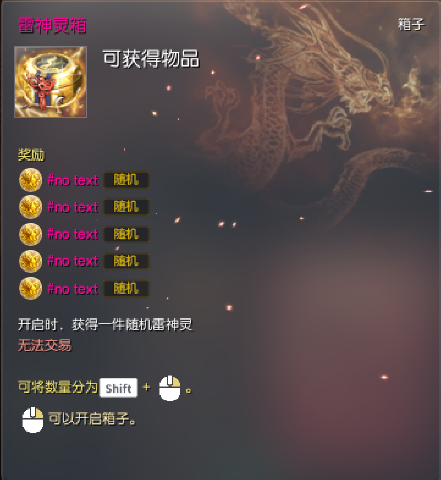 雷神灵箱
箱子
可获得物品
奖励
#no text 随机
#no text 随机
#no text 随机
#no text 随机
#no text 随机
开启时，获得一件随机雷神灵
无法交易
可将数量分为 Shift + 。
可以开启箱子。